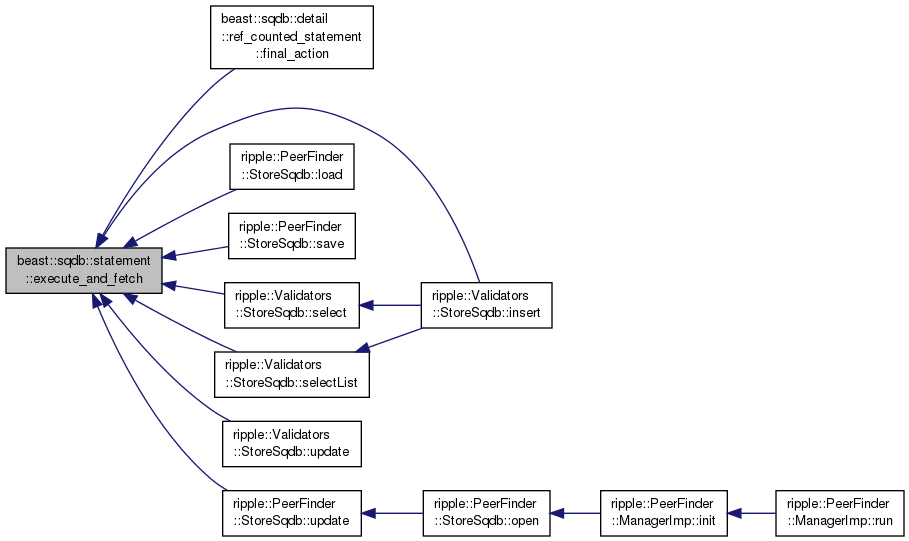 beast::sqdb::detail
::ref_counted_statement
::final_action
ripple::PeerFinder
::StoreSqdb::load
ripple::PeerFinder
::StoreSqdb::save
beast::sqdb::statement
::execute_and_fetch
ripple::Validators
::StoreSqdb::select
ripple::Validators
::StoreSqdb::insert
ripple::Validators
::StoreSqdb::selectList
ripple::Validators
::StoreSqdb::update
ripple::PeerFinder
::StoreSqdb::update
ripple::PeerFinder
::StoreSqdb::open
ripple::PeerFinder
::ManagerImp::init
ripple::PeerFinder
::ManagerImp::run